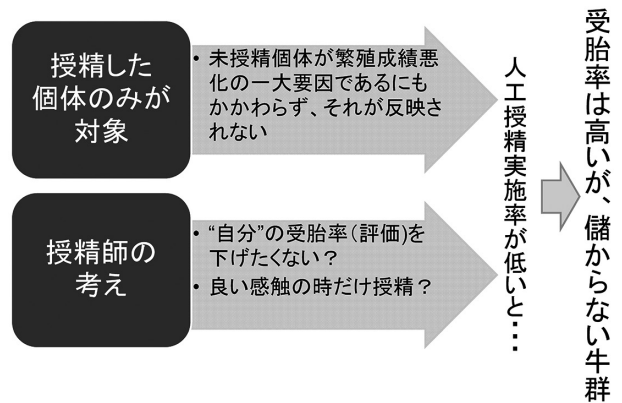 授精した
個体のみが
対象
・未授精個体が繁殖成績悪
化の一大要因であるにも
かかわらず、それが反映さ
れない
授精師の
考え
・“自分”の受胎率（評価)を
下げたくない？
・良い感触の時だけ授精？
人工授精実施率が低いと・・・
受胎率は高いが、儲からない牛群